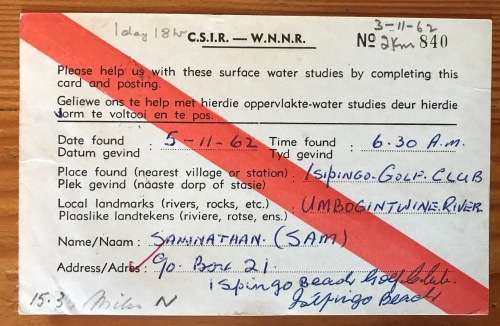 3-11-62
1 day 18 hr
C.S.I.R. — W.N.N.R.
Nº 840
2 km
Please help us with these surface water studies by completing this
card and posting.
Geliewe ons te help met hierdie oppervlakte-water studies deur hierdie
vorm te voltooi en te pos.
Date found : 5-11-62 Time found : 6.30 A.M.
Datum gevind Tyd gevind
Place found (nearest village or station) : ISIPINGO. GOLF. CLUB
Plek gevind (naaste dorp of stasie)
Local landmarks (rivers, rocks, etc.) : UMBOGINTWINE. RIVER.
Plaaslike landtekens (riviere, rotse, ens.)
Name/Naam : (SAM)
Address/Adres : c/o. Box 21.
ISIPINGO BEACH Golf Club.
Isipingo Beach
15.3 Miles N